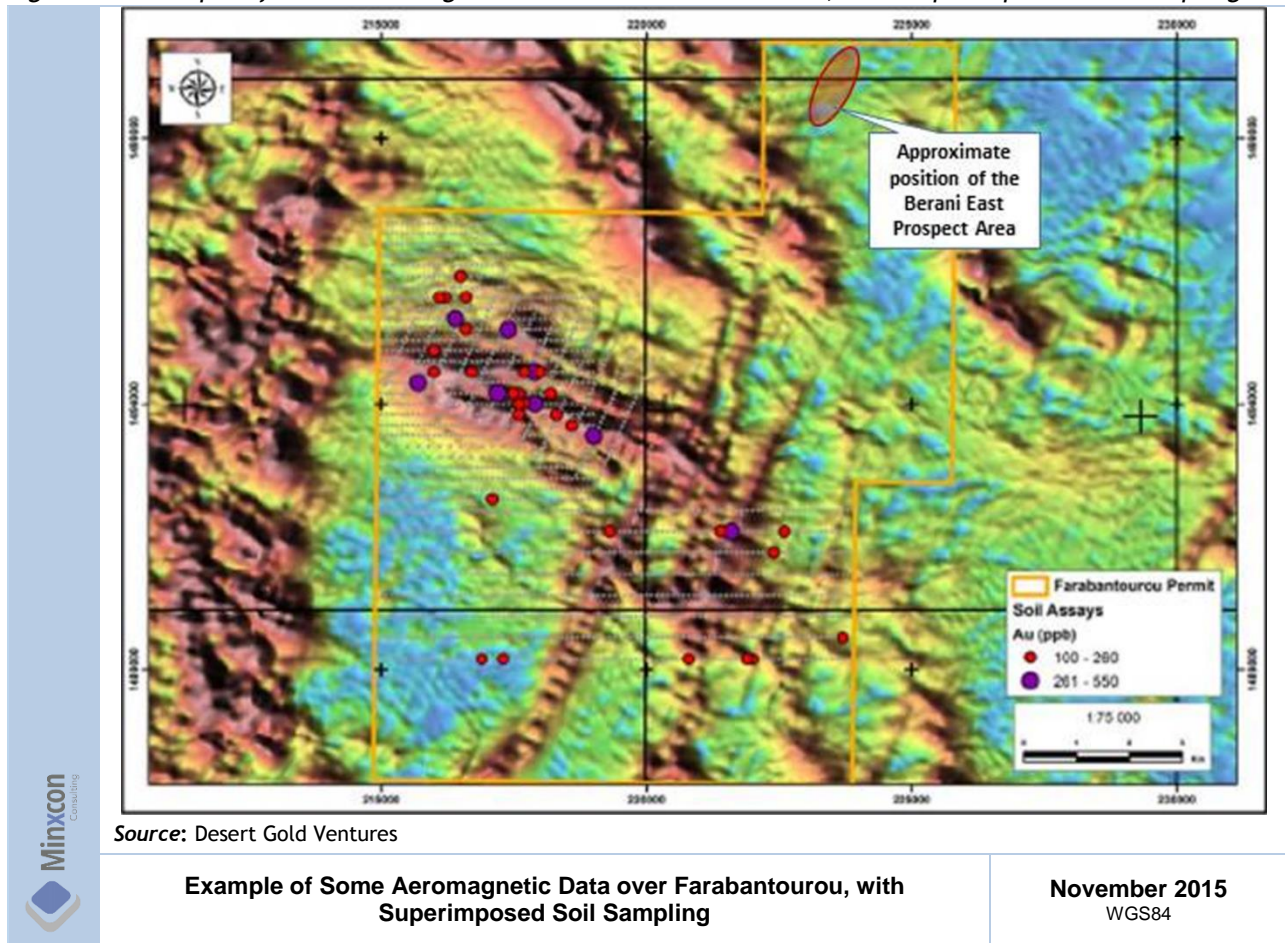 215000 220000 225000 230000
N
W E
S
Approximate
position of the
Berani East
Prospect Area
Farabantourou Permit
Soil Assays
Au (ppb)
100 - 260
261 - 550
1:75 000
Km
215000 220000 225000 230000
Source: Desert Gold Ventures
Minxcon
Consulting
Example of Some Aeromagnetic Data over Farabantourou, with
Superimposed Soil Sampling
November 2015
WGS84